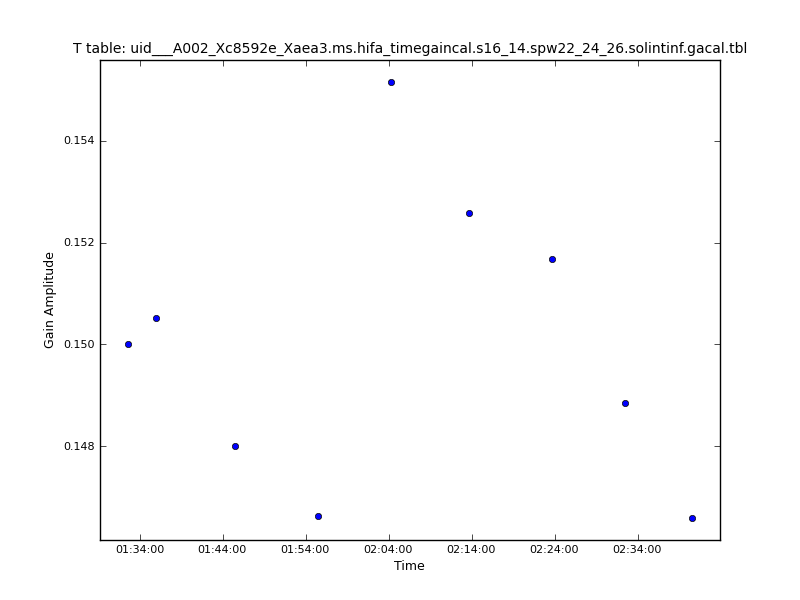 T table: uid___A002_Xc8592e_Xaea3.ms.hifa_timegaincal.s16_14.spw22_24_26.solintinf.gacal.tbl
0.154
0.152
0.150
0.148
Gain Amplitude
01:34:00 01:44:00 01:54:00 02:04:00 02:14:00 02:24:00 02:34:00
Time